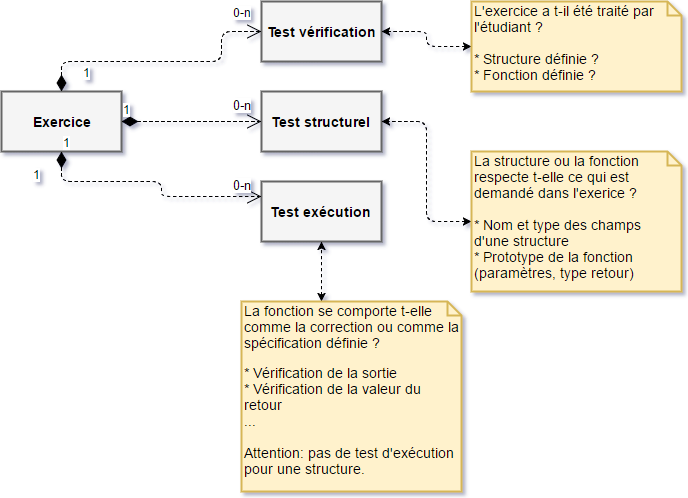 0-n
Test vérification
1
L'exercice a t-il été traité par
l'étudiant ?
* Structure définie ?
* Fonction définie ?
Exercice
1
1
0-n
Test structurel
1
0-n
Test exécution
La structure ou la fonction
respecte t-elle ce qui est
demandé dans l'exerice ?
* Nom et type des champs
d'une structure
* Prototype de la fonction
(paramètres, type retour)
La fonction se comporte t-elle
comme la correction ou comme la
spécification définie ?
* Vérification de la sortie
* Vérification de la valeur du
retour
...
Attention: pas de test d'exécution
pour une structure.